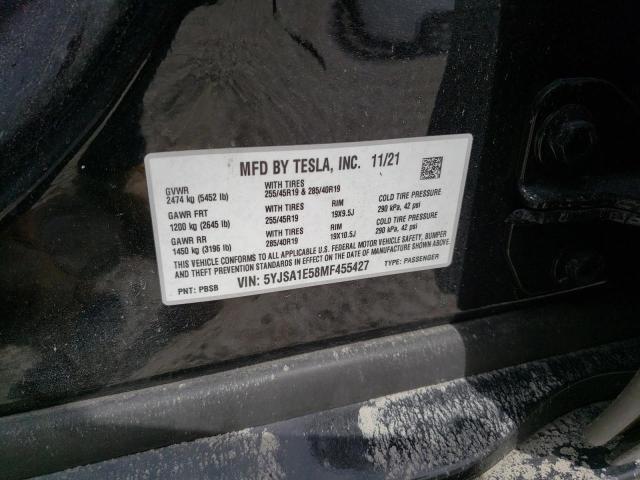 MFD BY TESLA, INC. 11/21
GVWR
2474 kg (5452 lb)
WITH TIRES
255/45R19 & 285/40R19
GAWR FRT
1200 kg (2645 lb)
WITH TIRES
255/45R19
RIM
19X9.5J
COLD TIRE PRESSURE
290 kPa, 42 psi
GAWR RR
1450 kg (3196 lb)
WITH TIRES
285/40R19
RIM
19X10.5J
COLD TIRE PRESSURE
290 kPa, 42 psi
THIS VEHICLE CONFORMS TO ALL APPLICABLE U.S. FEDERAL MOTOR VEHICLE SAFETY, BUMPER
AND THEFT PREVENTION STANDARDS IN EFFECT ON THE DATE OF MANUFACTURE SHOWN ABOVE.
PNT: PBSB
VIN: 5YJSA1E58MF455427
TYPE: PASSENGER